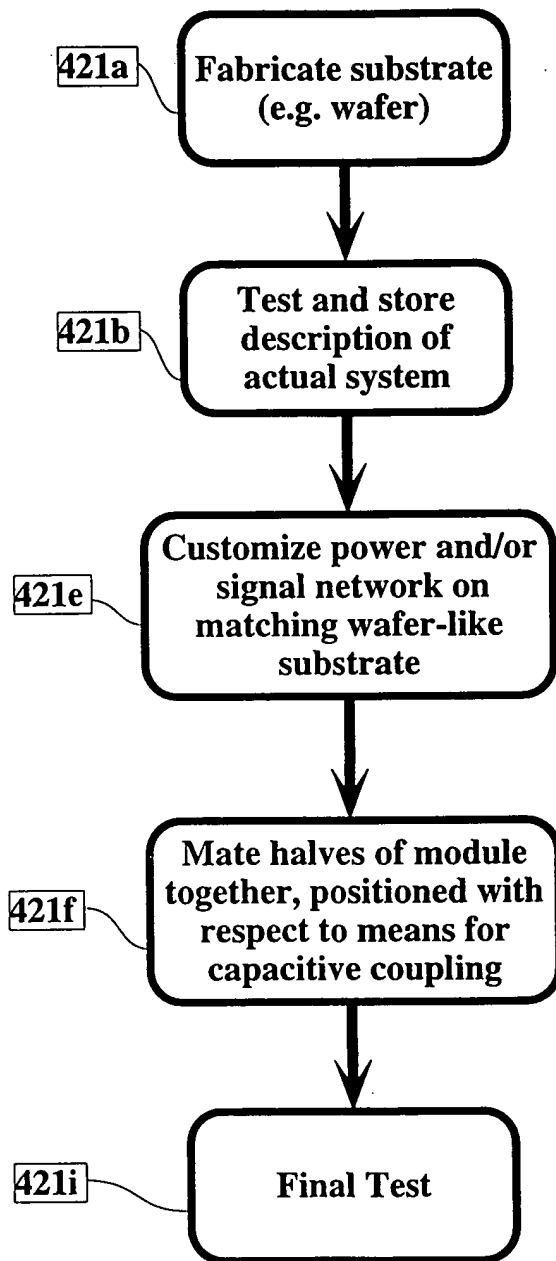 421a
Fabricate substrate
(e.g. wafer)
421b
Test and store
description of
actual system
421e
Customize power and/or
signal network on
matching wafer-like
substrate
421f
Mate halves of module
together, positioned with
respect to means for
capacitive coupling
421i
Final Test